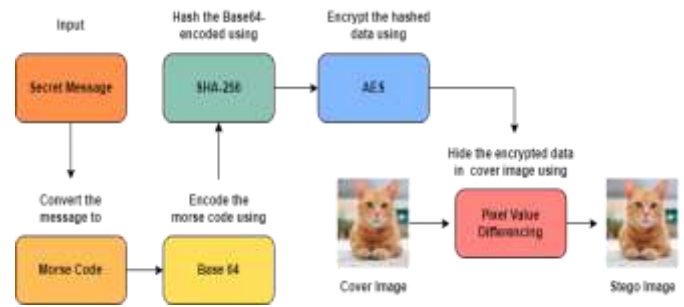 Input
Secret Message
Convert the
message to
Morse Code
Encode the
morse code using
Base 64
Hash the Base64-
encoded using
SHA-256
Encrypt the hashed
data using
AES
Hide the encrypted data
in cover image using
Pixel Value
Differencing
Cover Image
Stego Image